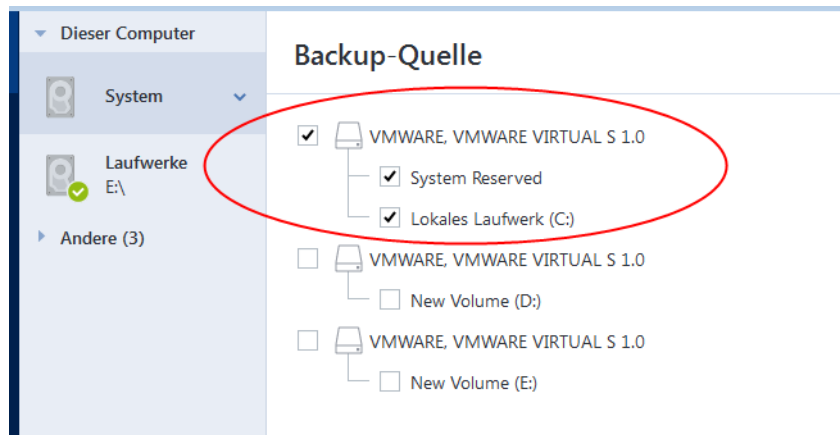 Dieser Computer
System
Laufwerke
E:\
Andere (3)
Backup-Quelle
VMWARE, VMWARE VIRTUAL S 1.0
System Reserved
Lokales Laufwerk (C:)
VMWARE, VMWARE VIRTUAL S 1.0
New Volume (D:)
VMWARE, VMWARE VIRTUAL S 1.0
New Volume (E:)